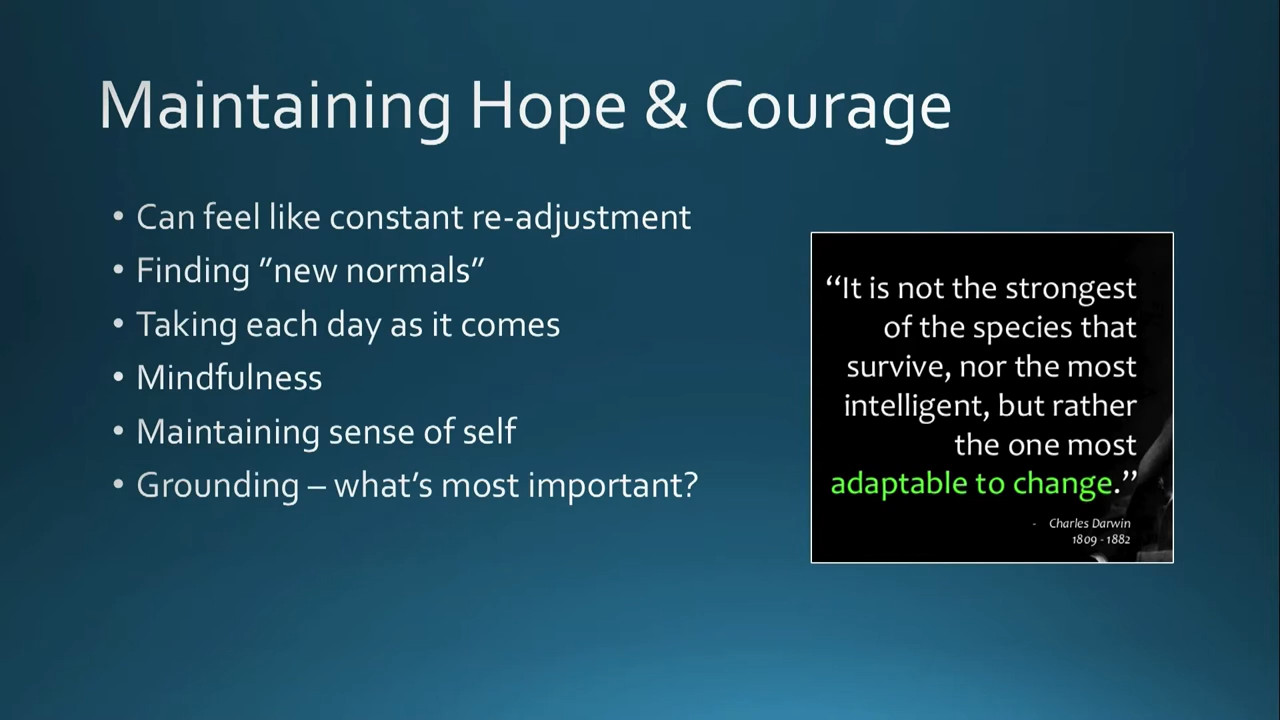 Maintaining Hope & Courage
• Can feel like constant re-adjustment
• Finding ”new normals”
• Taking each day as it comes
• Mindfulness
• Maintaining sense of self
• Grounding – what’s most important?
“It is not the strongest
of the species that
survive, nor the most
intelligent, but rather
the one most
adaptable to change.”
- Charles Darwin
1809 - 1882